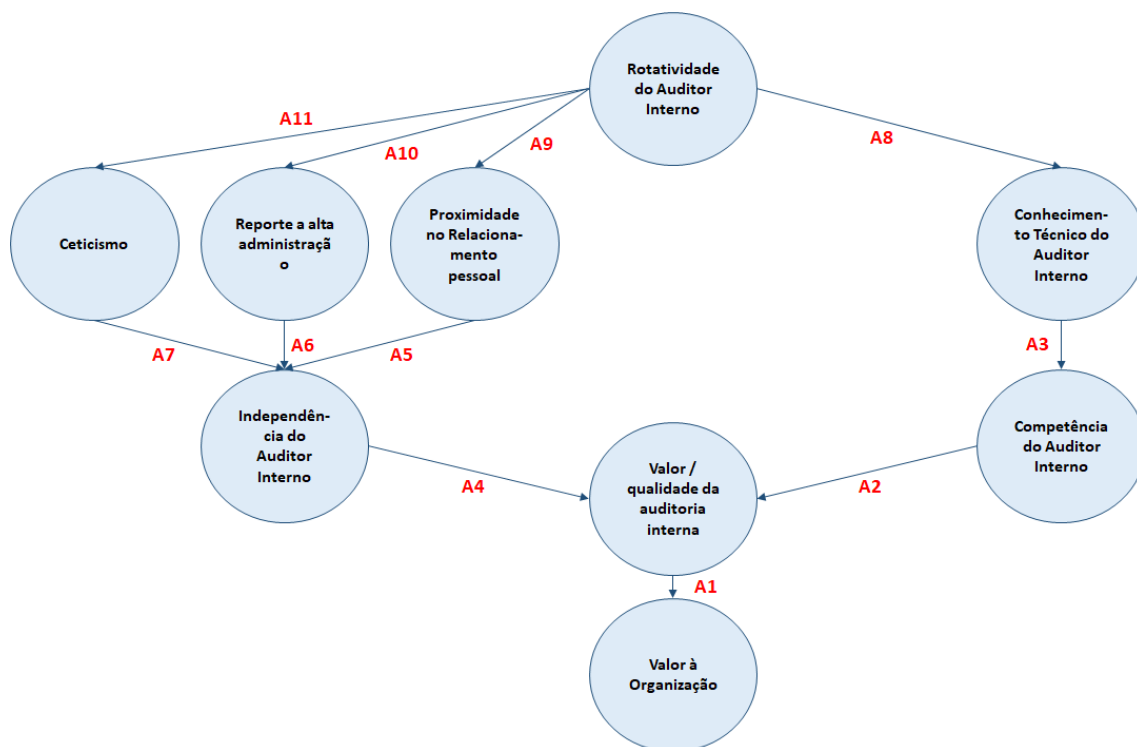 Rotatividade
do Auditor
Interno
A11
A10
A9
A8
Ceticismo
Reporte a alta
administraçã
o
Proximidade
no Relaciona-
mento
pessoal
Conhecimen-
to Técnico do
Auditor
Interno
A7
A6
A5
A3
Independên-
cia do
Auditor
Interno
Valor /
qualidade da
auditoria
interna
Competência
do Auditor
Interno
A4
A2
A1
Valor à
Organização